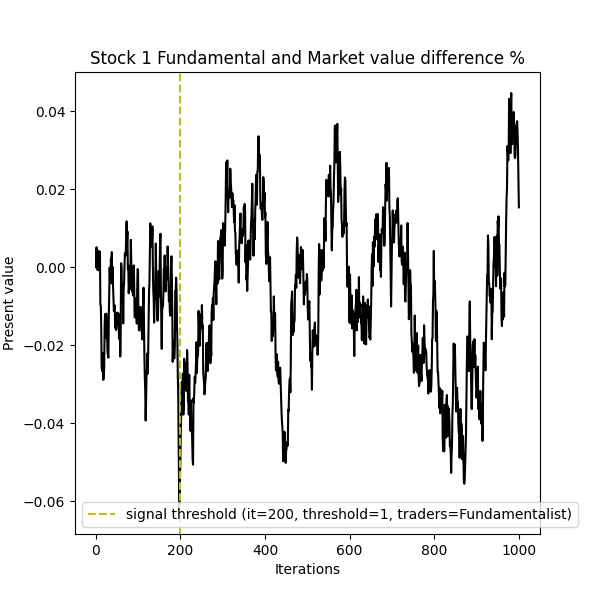 Stock 1 Fundamental and Market value difference %
0.04
0.02
0.00
−0.02
−0.04
−0.06
Present value
signal threshold (it=200, threshold=1, traders=Fundamentalist)
0 200 400 600 800 1000
Iterations